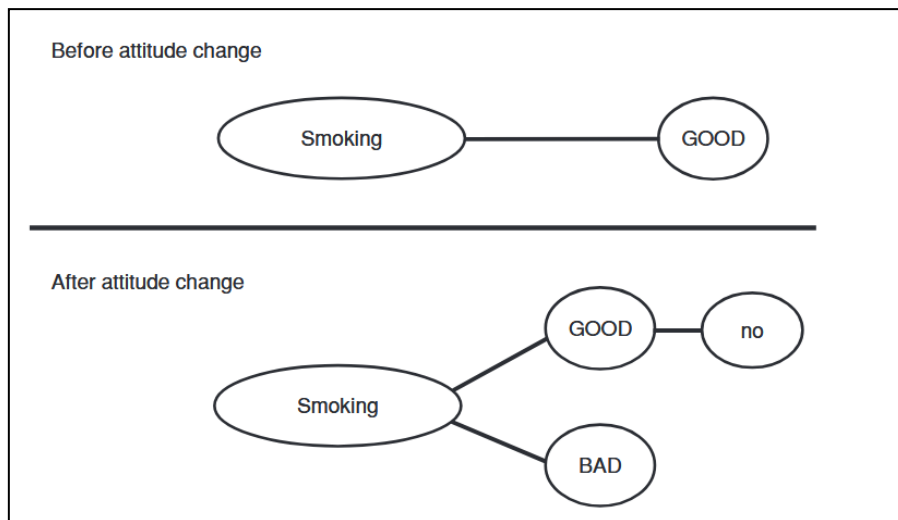 Before attitude change
Smoking
GOOD
After attitude change
GOOD
no
Smoking
BAD